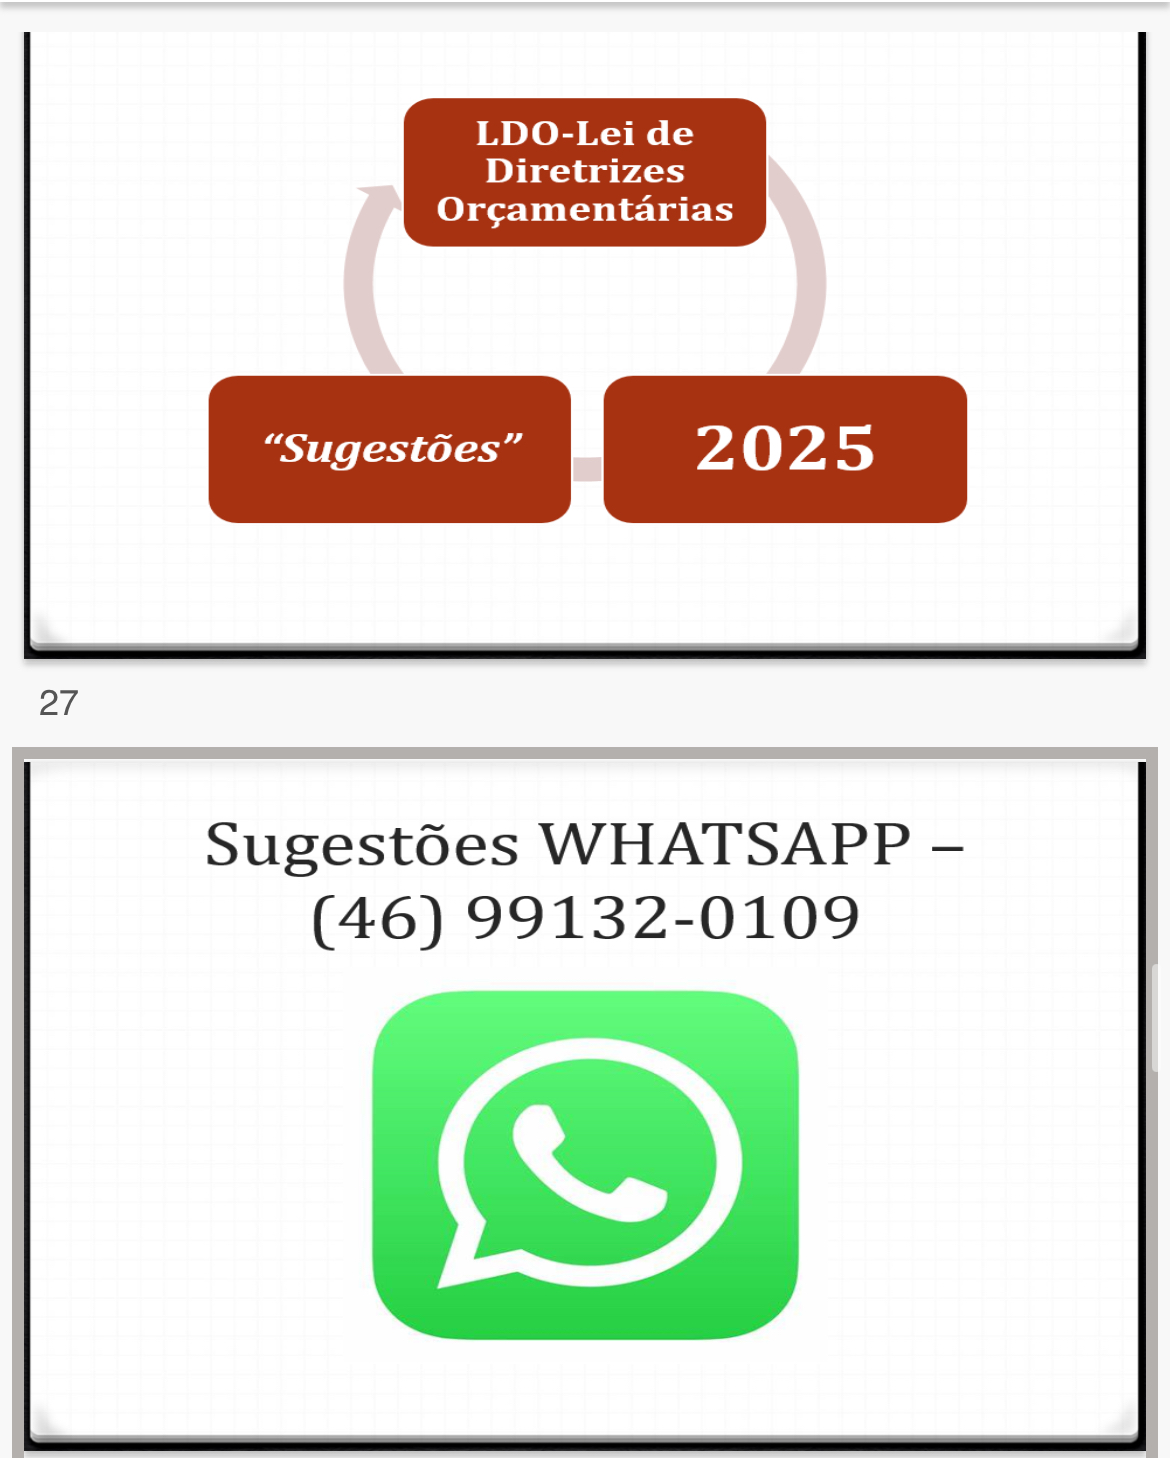 LDO-Lei de
Diretrizes
Orçamentárias
“Sugestões”
2025
27
Sugestões WHATSAPP –
(46) 99132-0109